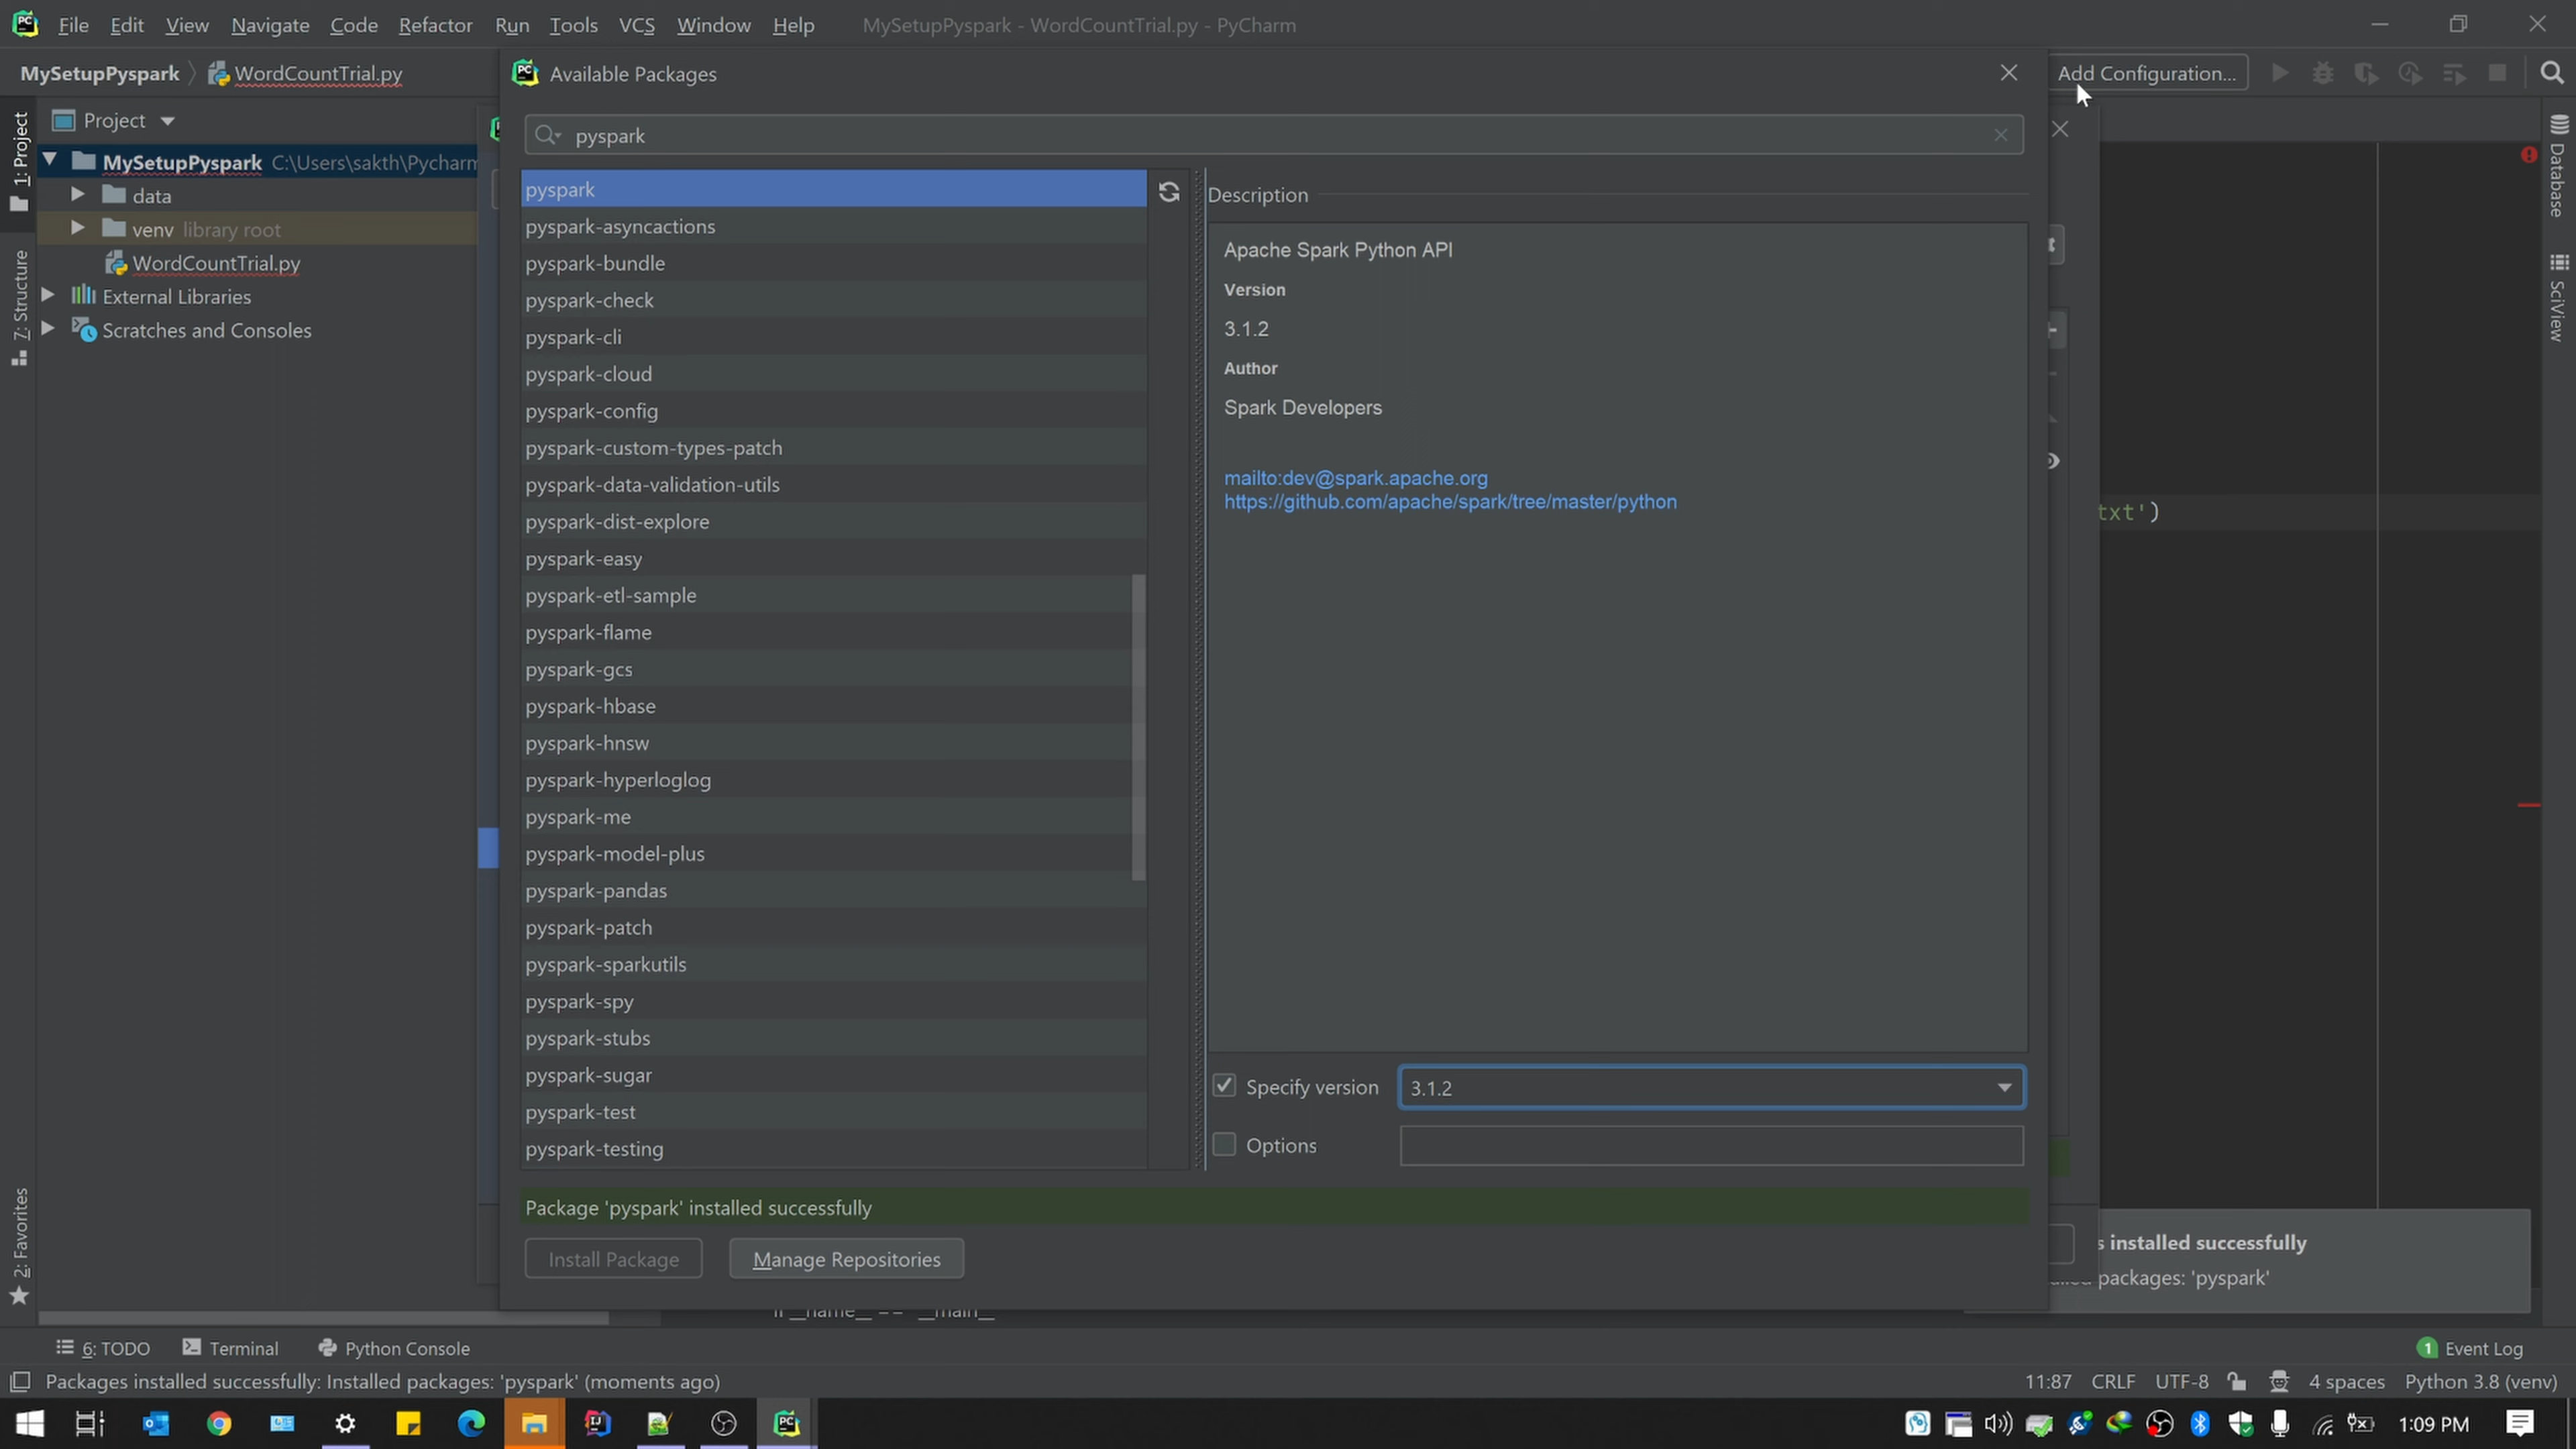 File Edit View Navigate Code Refactor Run Tools VCS Window Help MySetupPyspark - WordCountTrial.py - PyCharm
MySetupPyspark WordCountTrial.py
Available Packages
Add Configuration...
1: Project
7: Structure
2: Favorites
Project
MySetupPyspark C:\Users\sakth\Pycharm
data
venv library root
WordCountTrial.py
External Libraries
Scratches and Consoles
pyspark
pyspark
pyspark-asyncactions
pyspark-bundle
pyspark-check
pyspark-cli
pyspark-cloud
pyspark-config
pyspark-custom-types-patch
pyspark-data-validation-utils
pyspark-dist-explore
pyspark-easy
pyspark-etl-sample
pyspark-flame
pyspark-gcs
pyspark-hbase
pyspark-hnsw
pyspark-hyperloglog
pyspark-me
pyspark-model-plus
pyspark-pandas
pyspark-patch
pyspark-sparkutils
pyspark-spy
pyspark-stubs
pyspark-sugar
pyspark-test
pyspark-testing
Description
Apache Spark Python API
Version
3.1.2
Author
Spark Developers
mailto:dev@spark.apache.org
https://github.com/apache/spark/tree/master/python
Specify version 3.1.2
Options
Package 'pyspark' installed successfully
Install Package Manage Repositories
txt')
Database
SciView
s installed successfully
packages: 'pyspark'
6: TODO Terminal Python Console
1 Event Log
Packages installed successfully: Installed packages: 'pyspark' (moments ago)
11:87 CRLF UTF-8 4 spaces Python 3.8 (venv)
1:09 PM